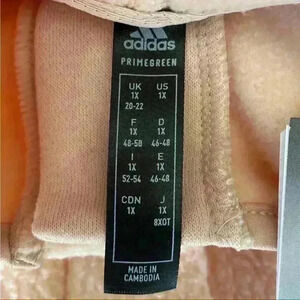 adidas
PRIMEGREEN
UK US
1X 1X
20-22
F D
1X 1X
48-50 46-48
I E
1X 1X
52-54 46-48
CDN J
1X 1X
8XOT
MADE IN
CAMBODIA